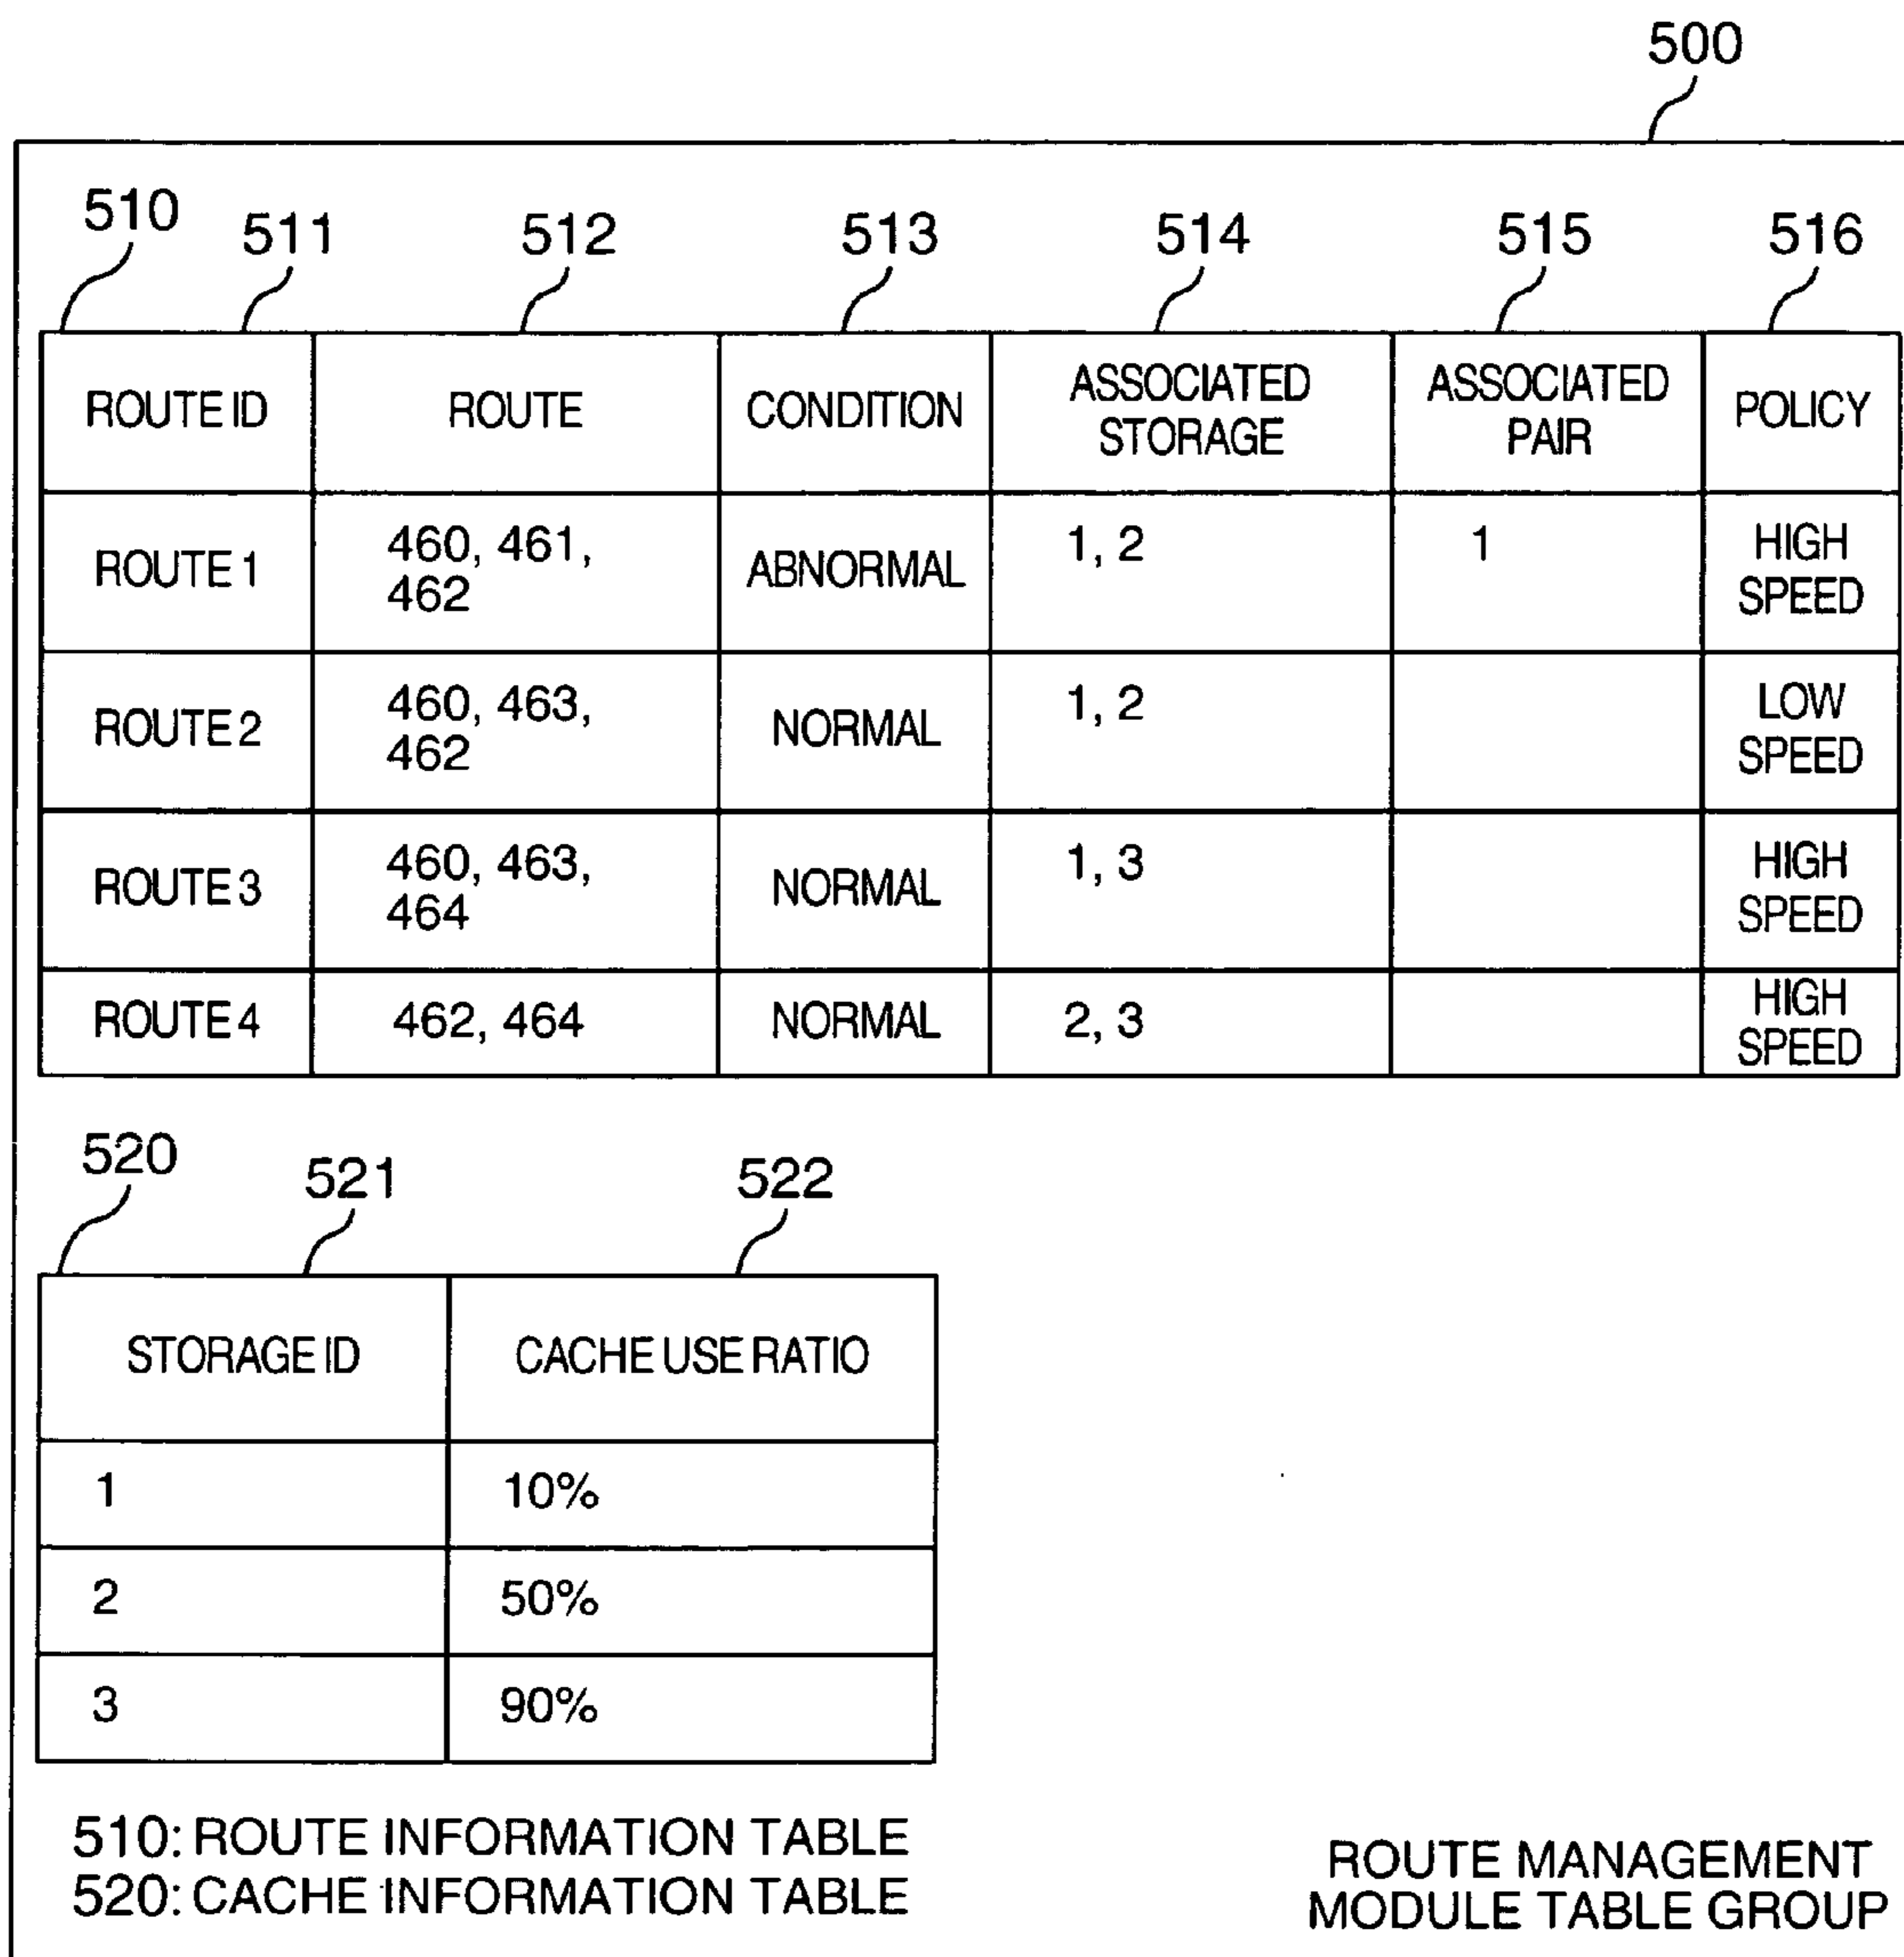 500
510 511 512 513 514 515 516
ROUTE ID ROUTE CONDITION ASSOCIATED STORAGE ASSOCIATED PAIR POLICY
ROUTE 1 460, 461, 462 ABNORMAL 1, 2 1 HIGH SPEED
ROUTE 2 460, 463, 462 NORMAL 1, 2 LOW SPEED
ROUTE 3 460, 463, 464 NORMAL 1, 3 HIGH SPEED
ROUTE 4 462, 464 NORMAL 2, 3 HIGH SPEED
520 521 522
STORAGE ID CACHE USE RATIO
1 10%
2 50%
3 90%
510: ROUTE INFORMATION TABLE
520: CACHE INFORMATION TABLE
ROUTE MANAGEMENT
MODULE TABLE GROUP